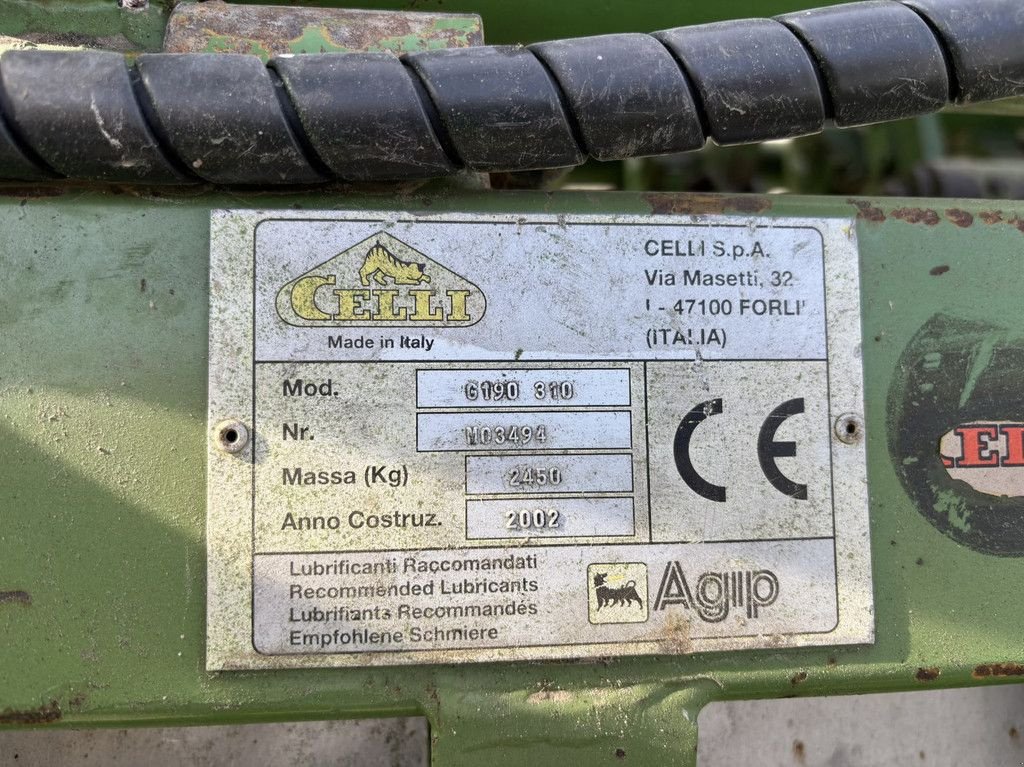 CELLI
Made in Italy
CELLI S.p.A.
Via Masetti, 32
I - 47100 FORLI'
(ITALIA)
Mod. G190 310
Nr. M03494
Massa (Kg) 2450
Anno Costruz. 2002
CE
Lubrificanti Raccomandati
Recommended Lubricants
Lubrifiants Recommandés
Empfohlene Schmiere
Agip